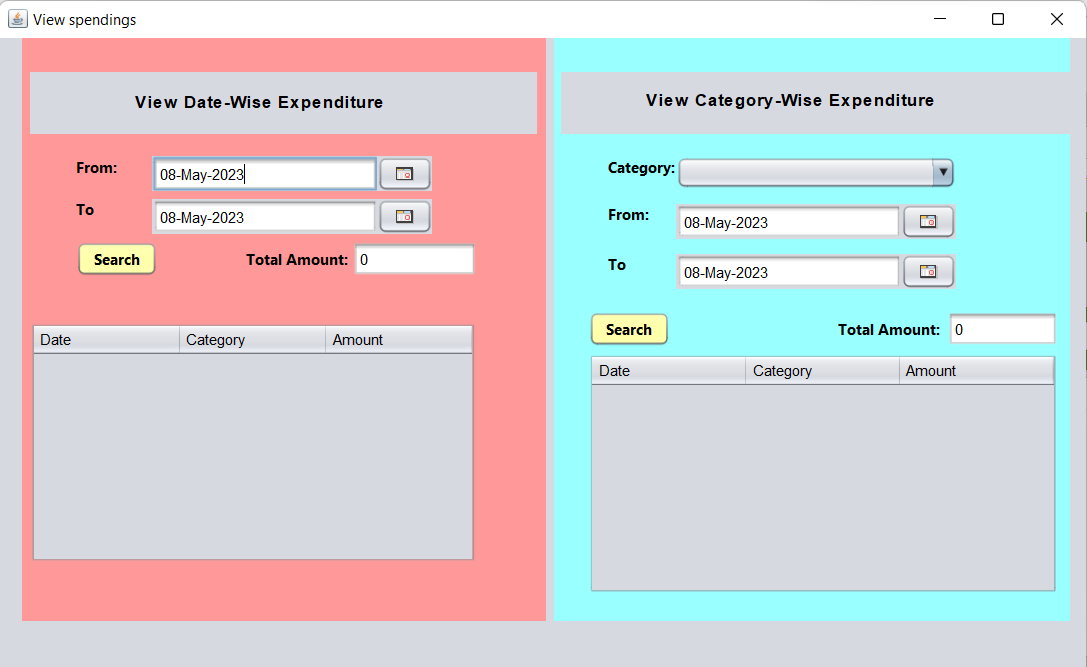 View spendings
View Date-Wise Expenditure
From:
08-May-2023
To
08-May-2023
Search
Total Amount:
0
Date
Category
Amount
View Category-Wise Expenditure
Category:
From:
08-May-2023
To
08-May-2023
Search
Total Amount:
0
Date
Category
Amount